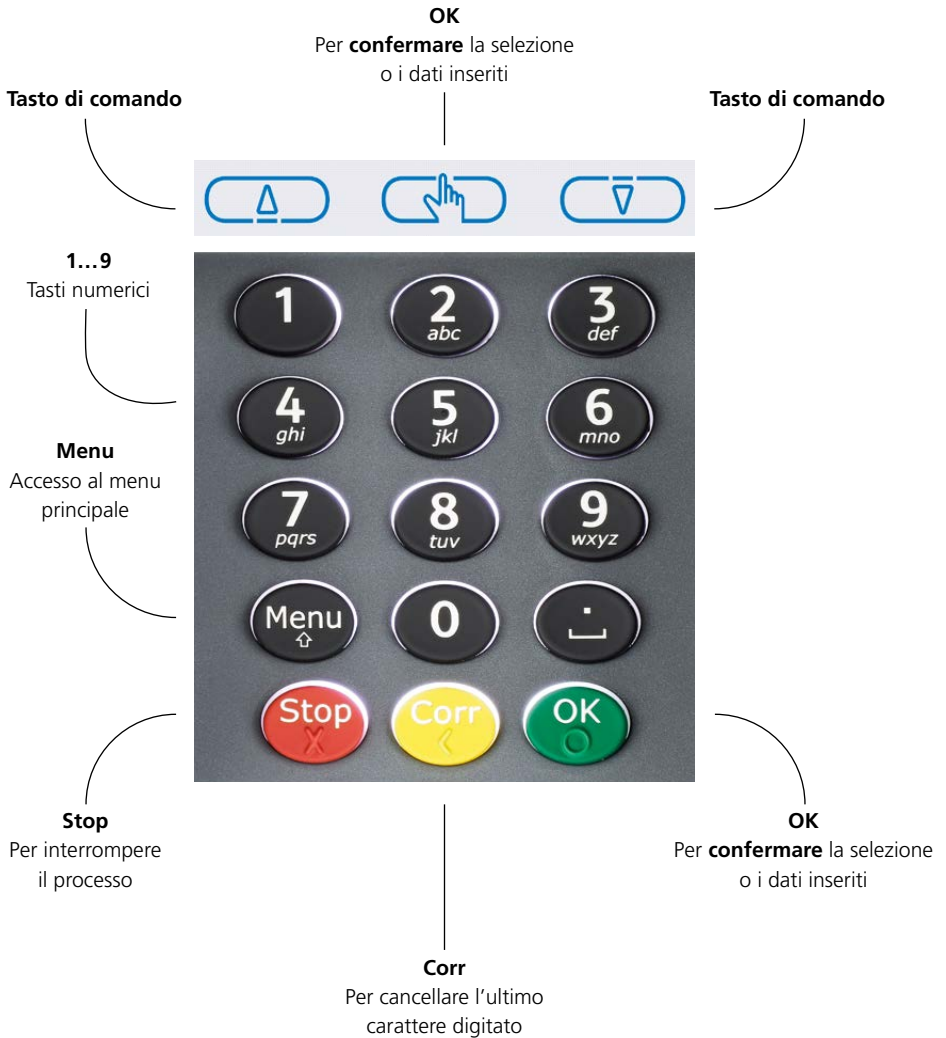 OK
Per confermare la selezione
o i dati inseriti
Tasto di comando
Tasto di comando
1...9
Tasti numerici
1
2
abc
3
def
4
ghi
5
jkl
6
mno
Menu
Accesso al menu
principale
7
pqrs
8
tuv
9
wxyz
Menu
0
.
Stop
Corr
OK
Stop
Per interrompere
il processo
OK
Per confermare la selezione
o i dati inseriti
Corr
Per cancellare l'ultimo
carattere digitato